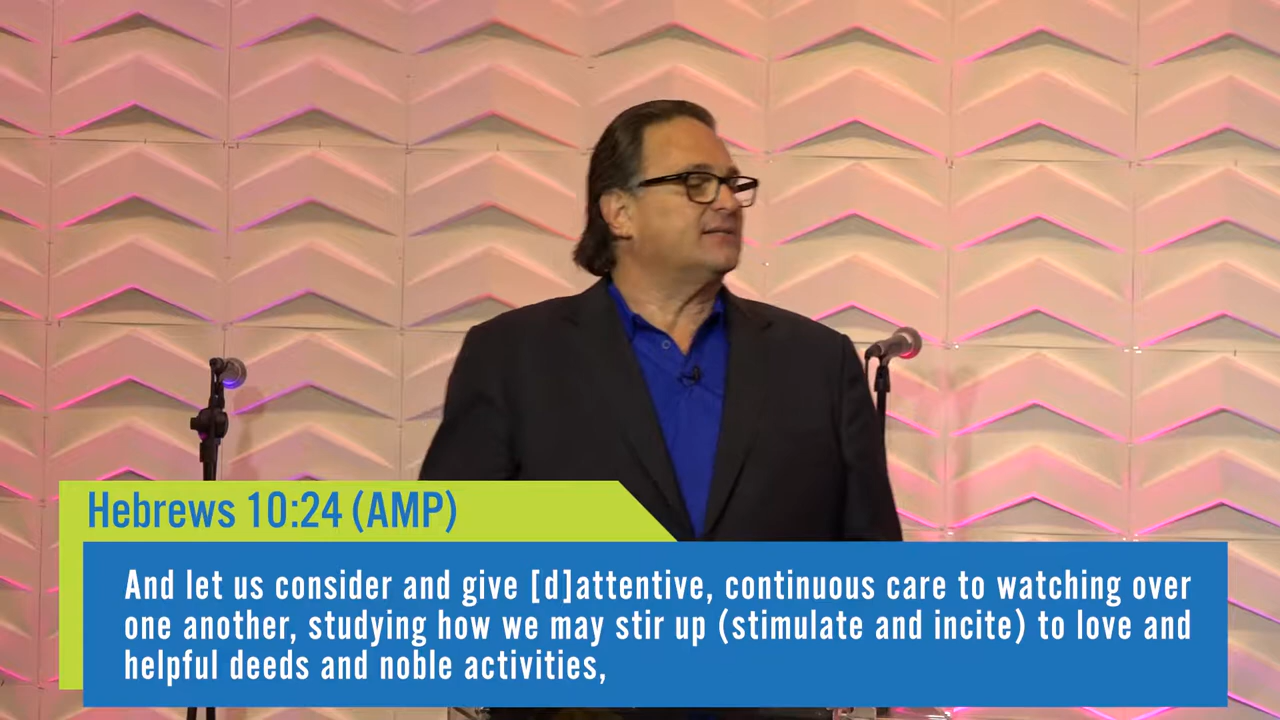 Hebrews 10:24 (AMP)
And let us consider and give [d]attentive, continuous care to watching over
one another, studying how we may stir up (stimulate and incite) to love and
helpful deeds and noble activities,